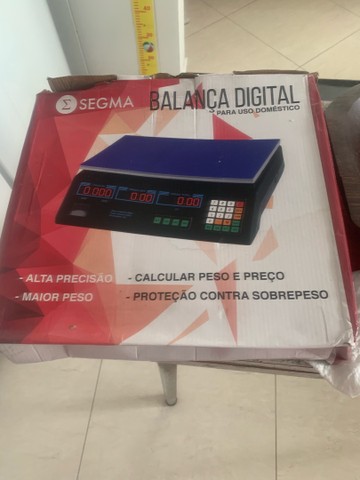 Σ SEGMA
BALANÇA DIGITAL
PARA USO DOMÉSTICO
0.000 0.00 0.00
- ALTA PRECISÃO
- CALCULAR PESO E PREÇO
- MAIOR PESO
- PROTEÇÃO CONTRA SOBREPESO